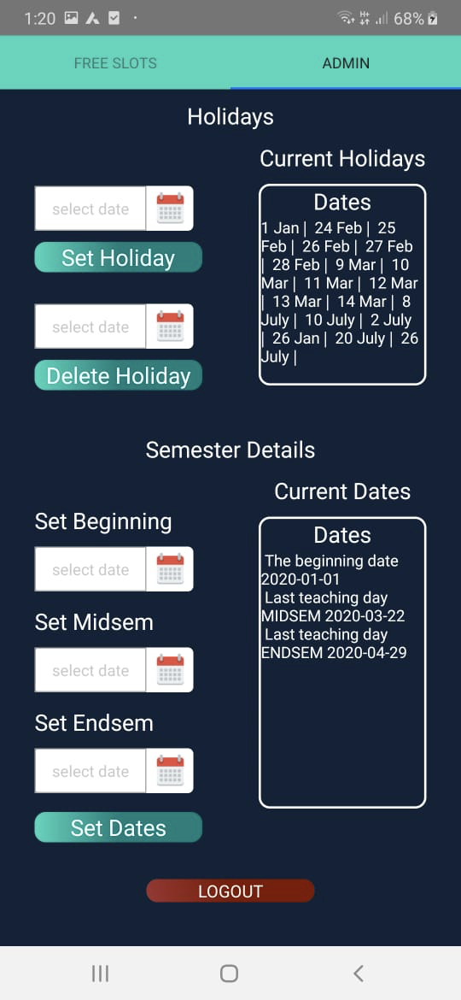 1:20
68%
FREE SLOTS
ADMIN
Holidays
Current Holidays
select date
Set Holiday
select date
Delete Holiday
Dates
1 Jan | 24 Feb | 25
Feb | 26 Feb | 27 Feb
| 28 Feb | 9 Mar | 10
Mar | 11 Mar | 12 Mar
| 13 Mar | 14 Mar | 8
July | 10 July | 2 July
| 26 Jan | 20 July | 26
July |
Semester Details
Current Dates
Set Beginning
select date
Set Midsem
select date
Set Endsem
select date
Set Dates
Dates
The beginning date
2020-01-01
Last teaching day
MIDSEM 2020-03-22
Last teaching day
ENDSEM 2020-04-29
LOGOUT